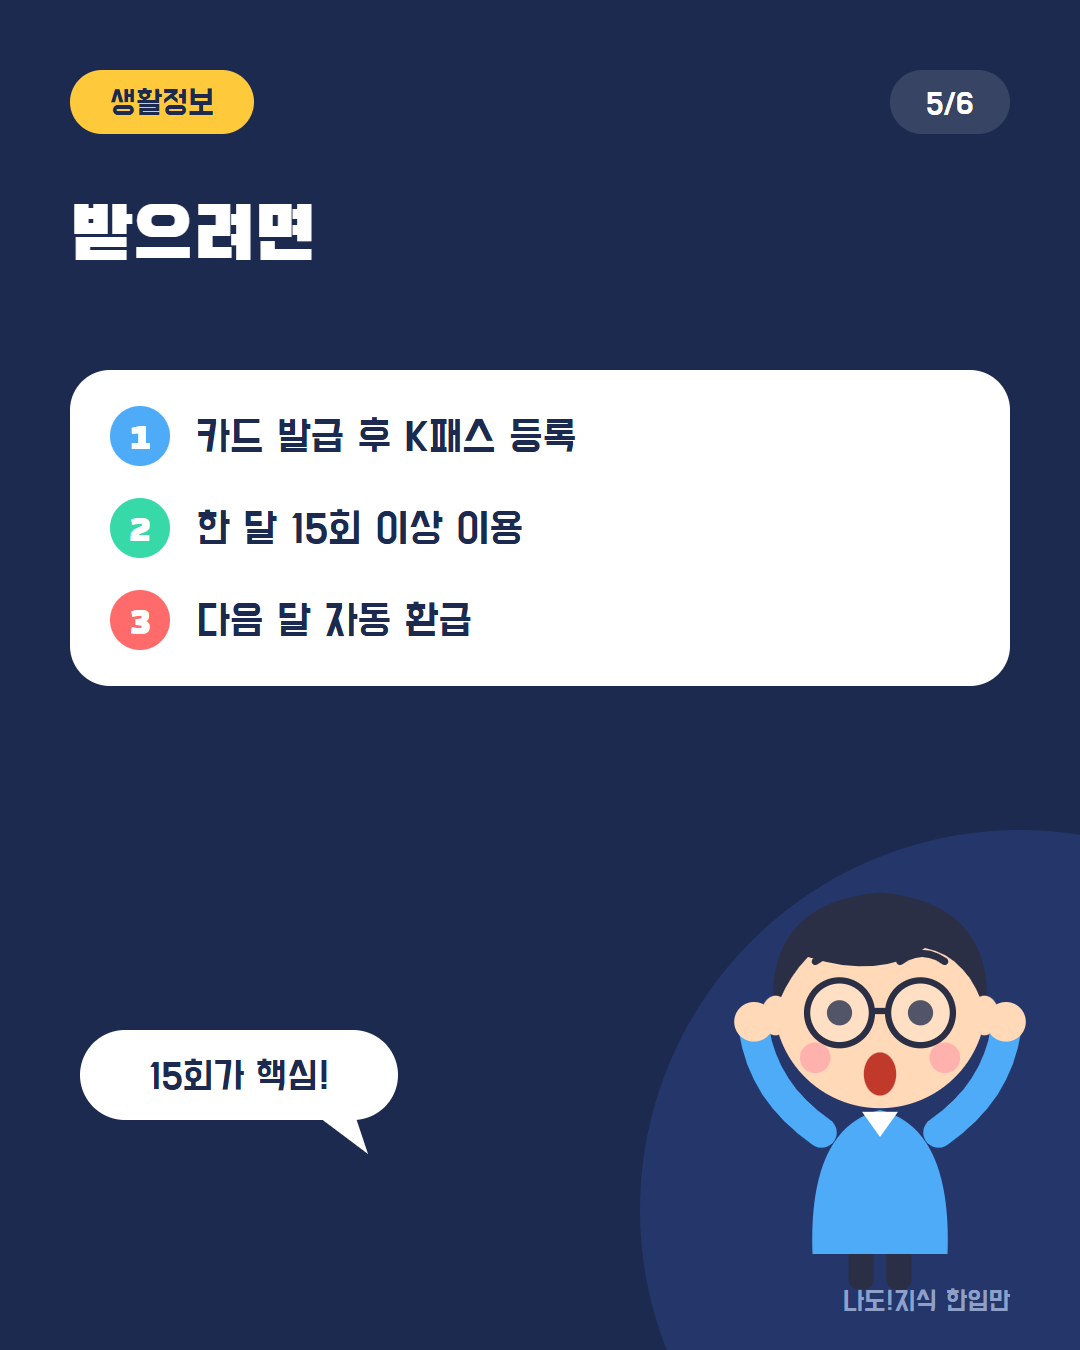 생활정보
5/6
받으려면
1 카드 발급 후 K패스 등록
2 한 달 15회 이상 이용
3 다음 달 자동 환급
15회가 핵심!
나도!지식 한입만